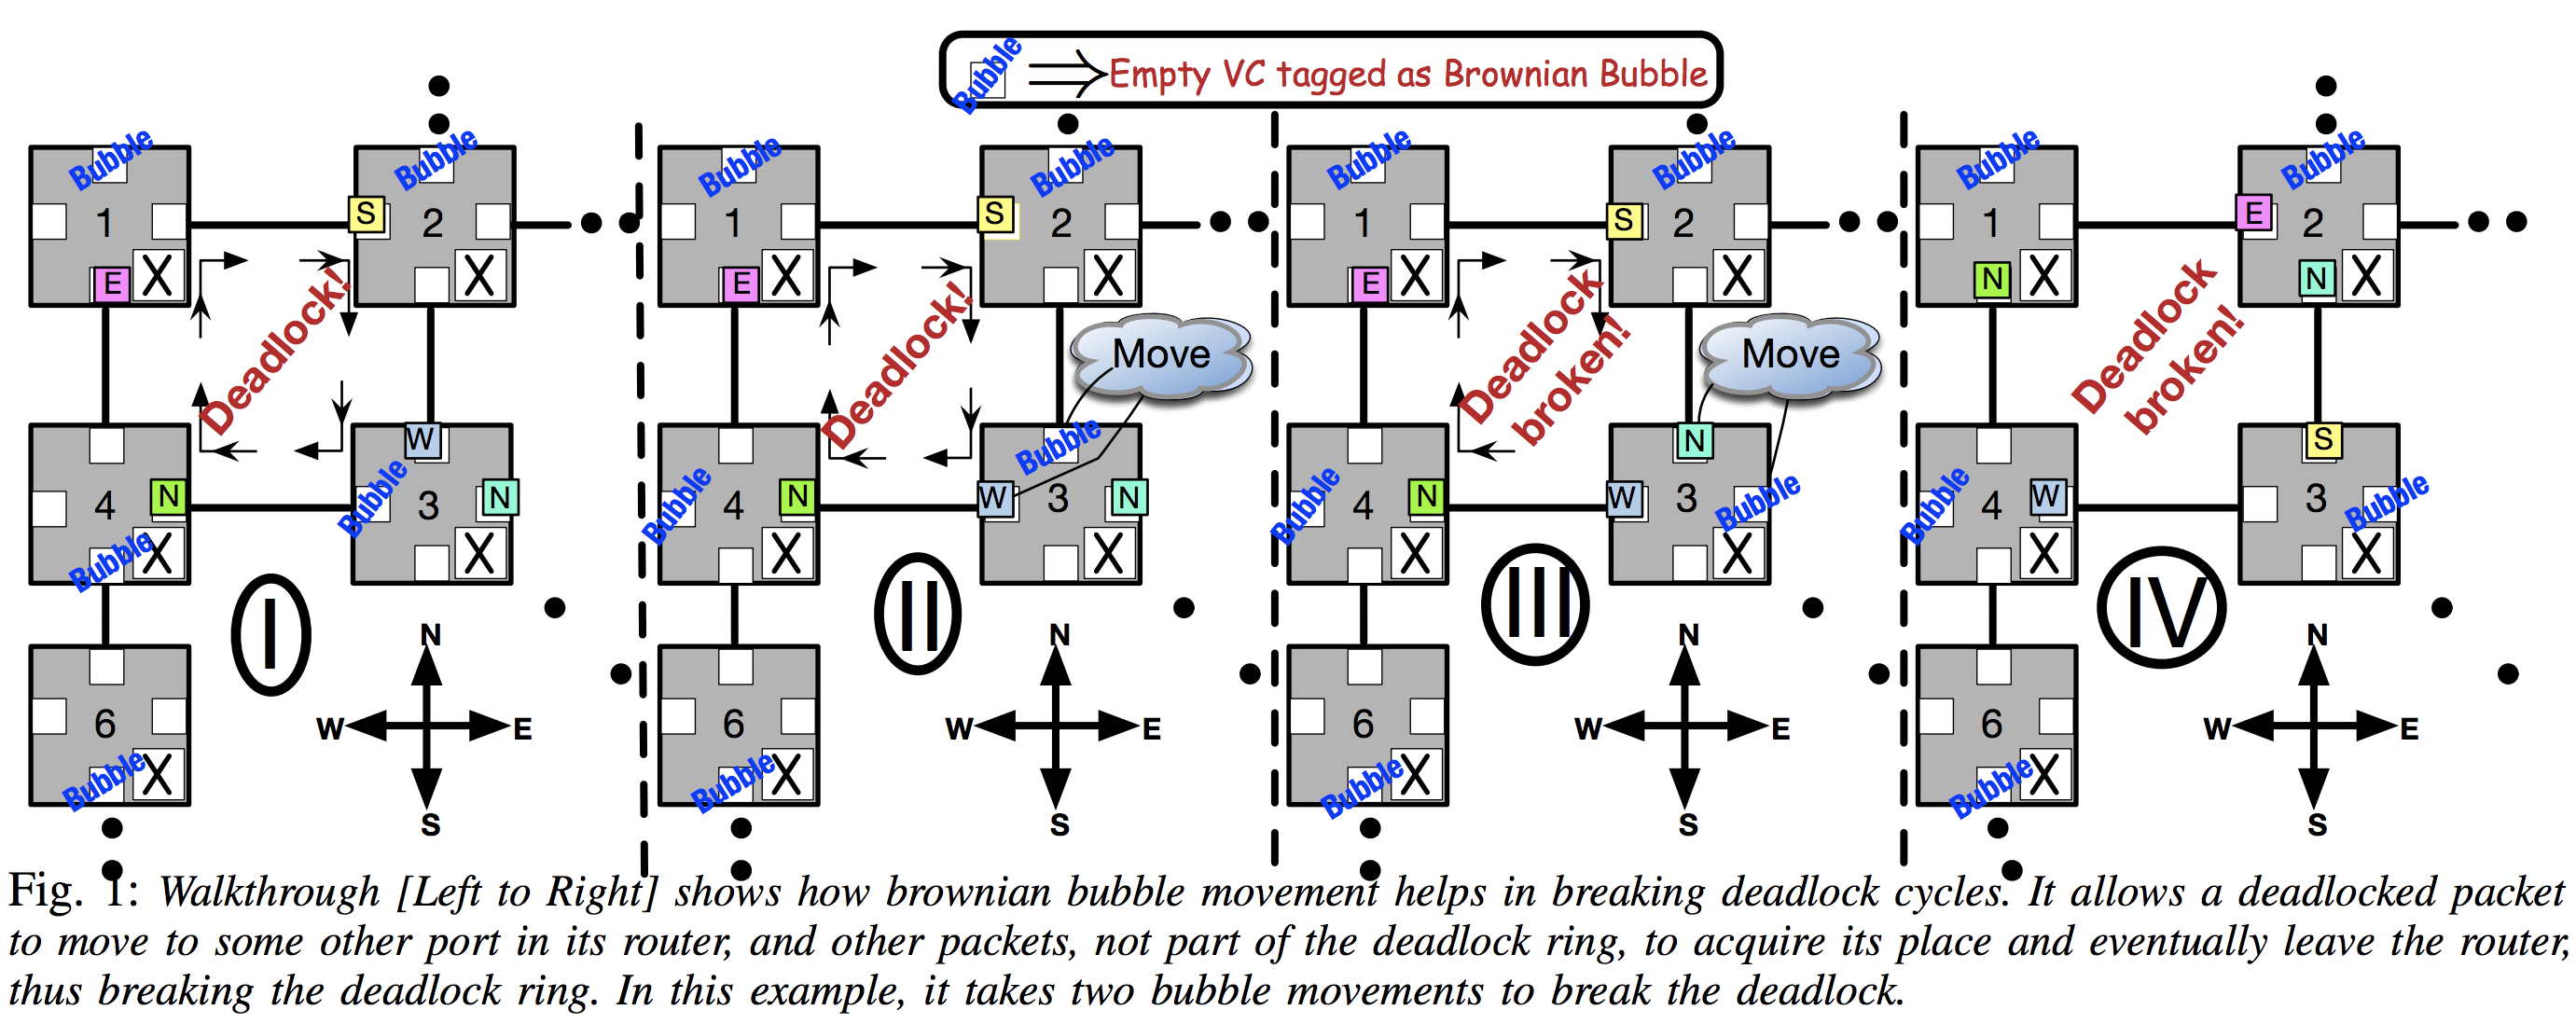 Bubble ⇒ Empty VC tagged as Brownian Bubble
Bubble
1
E
X
S
Bubble
2
X
Deadlock!
4
N
Bubble
X
W
Bubble
3
N
X
6
Bubble
X
I
N
W
E
S
Bubble
1
E
X
S
Bubble
2
X
Deadlock!
Move
Bubble
4
N
X
Bubble
W
3
N
X
6
Bubble
X
II
N
W
E
S
Bubble
1
E
X
S
Bubble
2
X
Deadlock
broken!
Move
Bubble
4
N
X
N
W
3
Bubble
X
6
Bubble
X
III
N
W
E
S
Bubble
1
N
X
E
Bubble
2
N
X
Deadlock
broken!
Bubble
4
W
X
S
3
Bubble
X
6
Bubble
X
IV
N
W
E
S
Fig. 1: Walkthrough [Left to Right] shows how brownian bubble movement helps in breaking deadlock cycles. It allows a deadlocked packet
to move to some other port in its router, and other packets, not part of the deadlock ring, to acquire its place and eventually leave the router,
thus breaking the deadlock ring. In this example, it takes two bubble movements to break the deadlock.